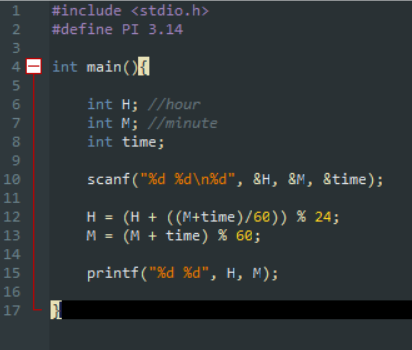 1 #include <stdio.h>
2 #define PI 3.14
3
4 int main(){
5
6 int H; //hour
7 int M; //minute
8 int time;
9
10 scanf("%d %d\n%d", &H, &M, &time);
11
12 H = (H + ((M+time)/60)) % 24;
13 M = (M + time) % 60;
14
15 printf("%d %d", H, M);
16
17 }